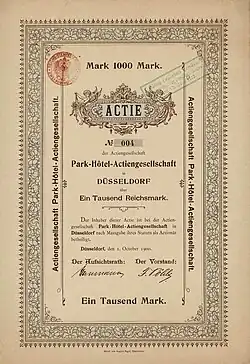 Mark 1000 Mark.
ACTIE
№ 004
der Actiengesellschaft
Park-Hôtel-Actiengesellschaft
in
DÜSSELDORF
über
Ein Tausend Reichsmark.
Der Inhaber dieser Actie ist bei der Actien-
gesellschaft Park-Hôtel-Actiengesellschaft in
Düsseldorf nach Massgabe ihres Statuts als Actionär
betheiligt.
Düsseldorf, den 1. October 1900.
Der Aufsichtsrath: Der Vorstand:
Ein Tausend Mark.
Actiengesellschaft Park-Hôtel-Actiengesellschaft.
Actiengesellschaft Park-Hôtel-Actiengesellschaft.